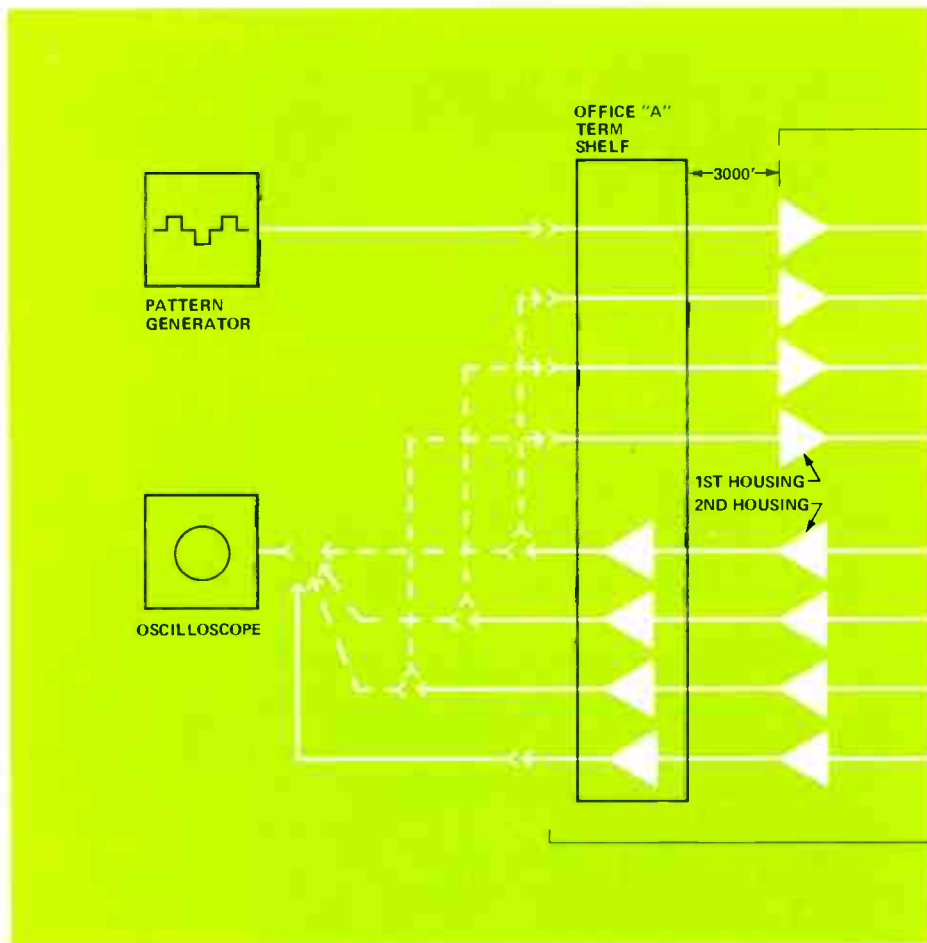 OFFICE "A"
TERM
SHELF
3000'
PATTERN
GENERATOR
1ST HOUSING
2ND HOUSING
OSCILLOSCOPE